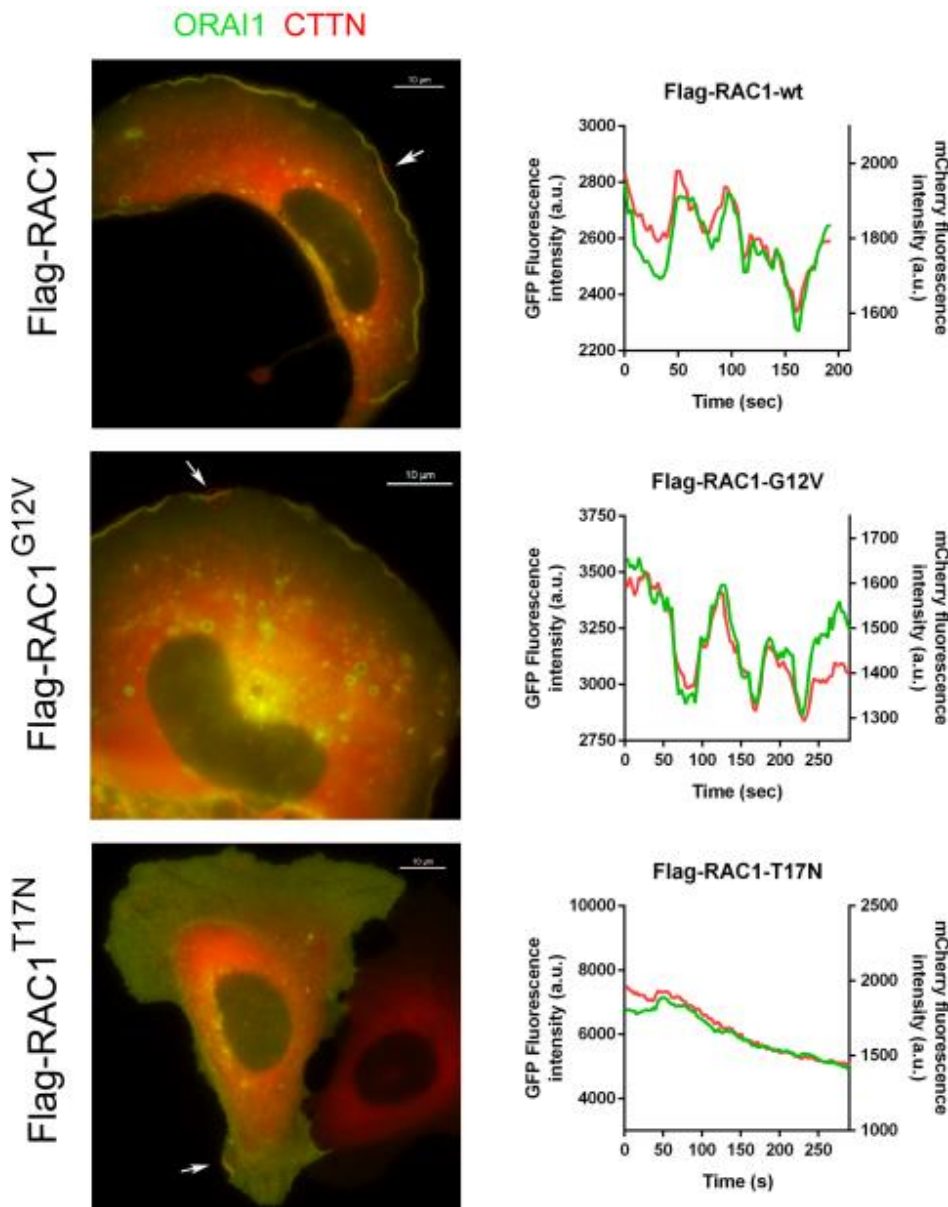 ORAI1 CTTN
Flag-RAC1
10 µm
Flag-RAC1-wt
GFP Fluorescence
intensity (a.u.)
3000
2800
2600
2400
2200
2000
1800
1600
mCherry fluorescence
intensity (a.u.)
0 50 100 150 200
Time (sec)
Flag-RAC1G12V
10 µm
Flag-RAC1-G12V
GFP Fluorescence
intensity (a.u.)
3750
3500
3250
3000
2750
1700
1600
1500
1400
1300
mCherry fluorescence
intensity (a.u.)
0 50 100 150 200 250
Time (sec)
Flag-RAC1T17N
10 µm
Flag-RAC1-T17N
GFP Fluorescence
intensity (a.u.)
10000
8000
6000
4000
2500
2000
1500
1000
mCherry fluorescence
intensity (a.u.)
0 50 100 150 200 250
Time (s)